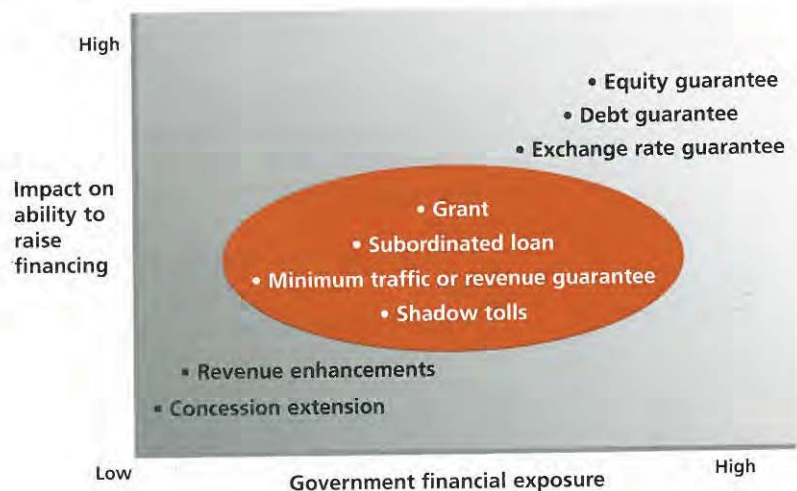 High
• Equity guarantee
• Debt guarantee
• Exchange rate guarantee
Impact on
ability to
raise
financing
• Grant
• Subordinated loan
• Minimum traffic or revenue guarantee
• Shadow tolls
▪ Revenue enhancements
▪ Concession extension
Low
Government financial exposure
High